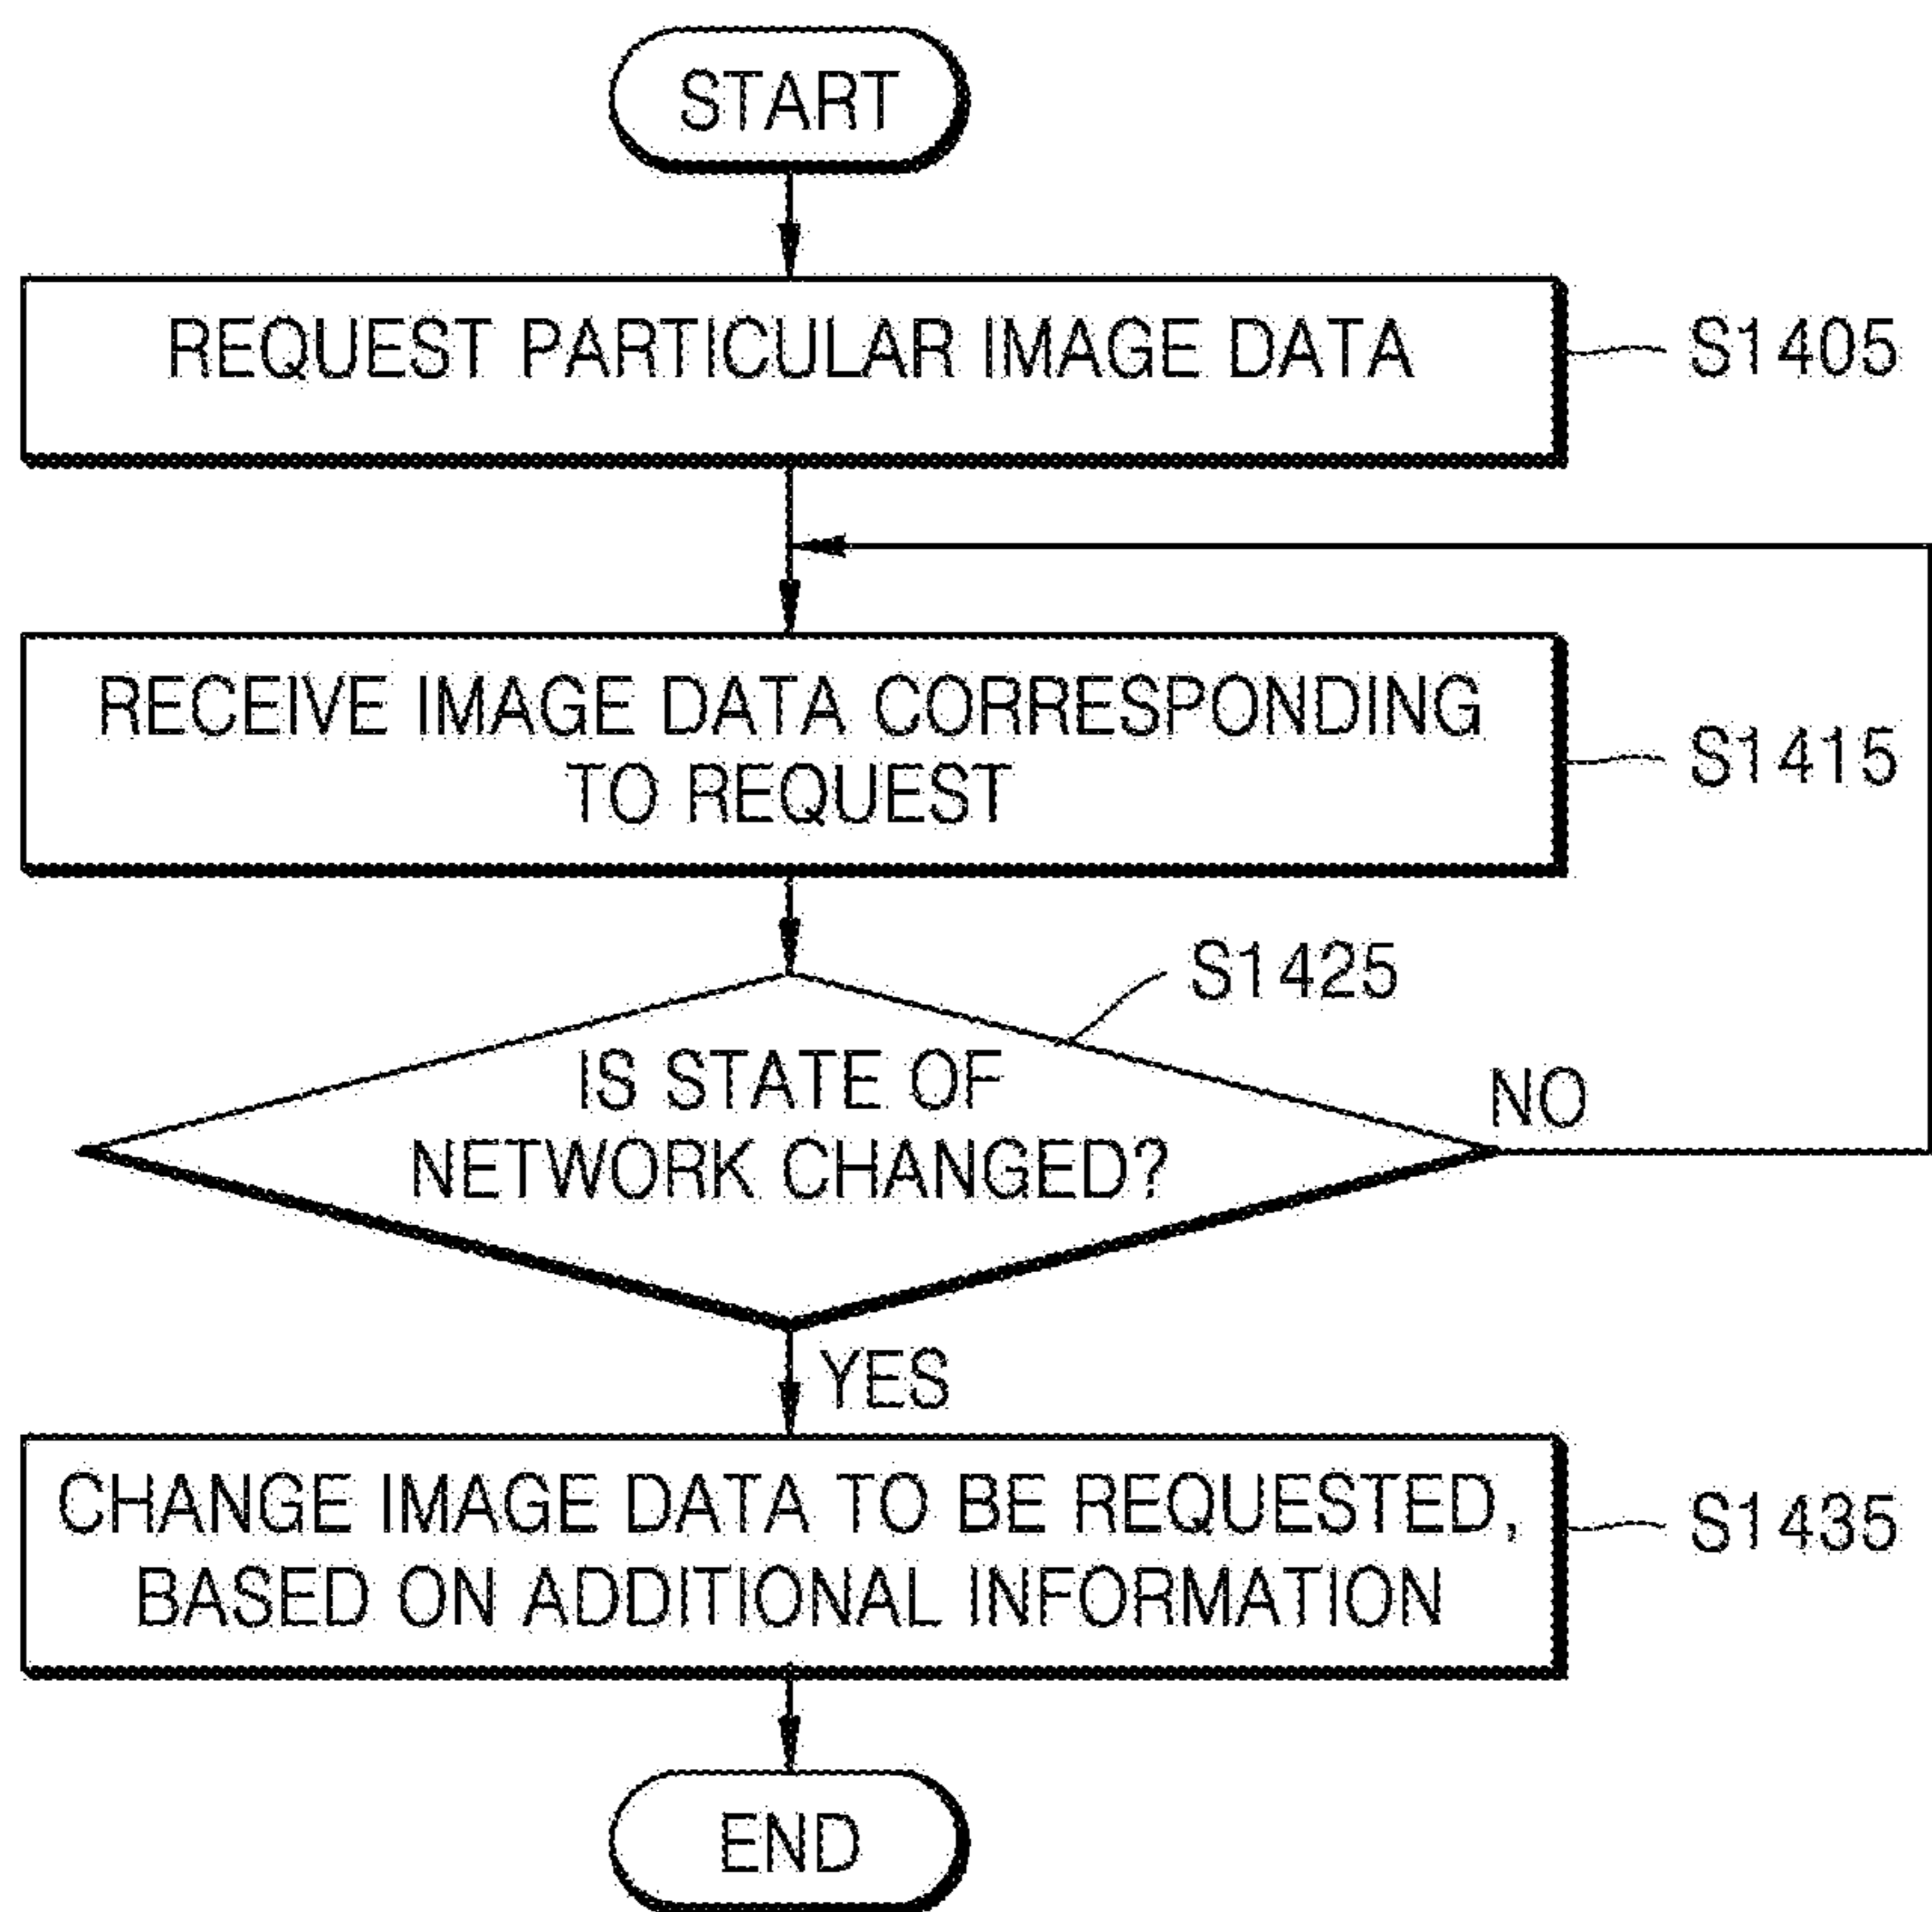 START
REQUEST PARTICULAR IMAGE DATA
S1405
RECEIVE IMAGE DATA CORRESPONDING
TO REQUEST
S1415
S1425
IS STATE OF
NETWORK CHANGED?
NO
YES
CHANGE IMAGE DATA TO BE REQUESTED,
BASED ON ADDITIONAL INFORMATION
S1435
END